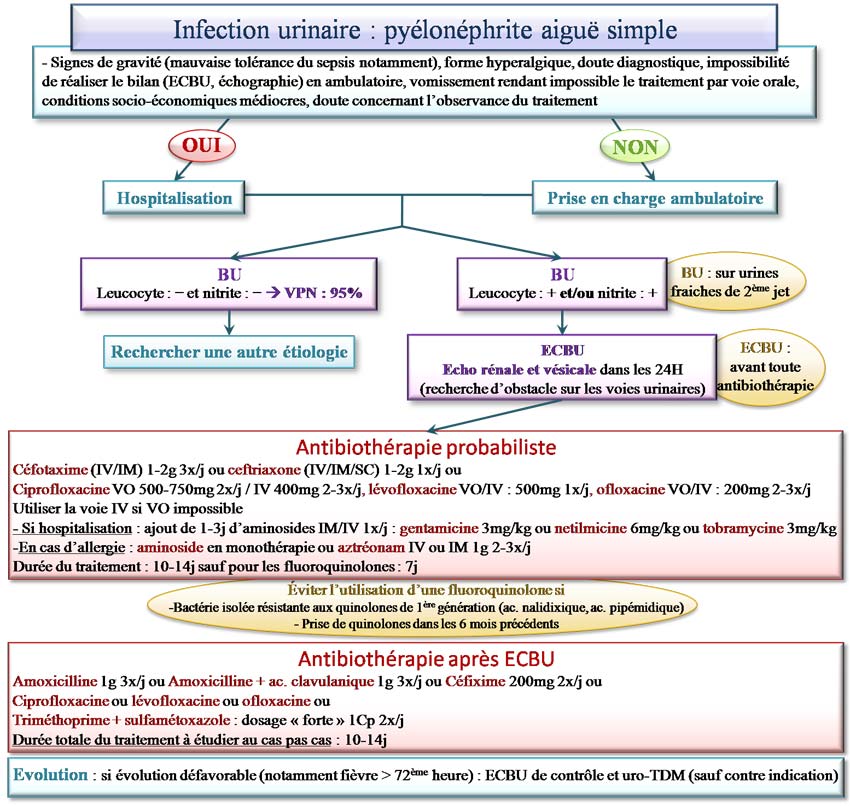 Infection urinaire : pyélonéphrite aiguë simple
- Signes de gravité (mauvaise tolérance du sepsis notamment), forme hyperalgique, doute diagnostique, impossibilité
de réaliser le bilan (ECBU, échographie) en ambulatoire, vomissement rendant impossible le traitement par voie orale,
conditions socio-économiques médiocres, doute concernant l'observance du traitement
OUI
NON
Hospitalisation
Prise en charge ambulatoire
BU
Leucocyte : – et nitrite : – → VPN : 95%
BU
Leucocyte : + et/ou nitrite : +
BU : sur urines
fraiches de 2ème jet
Rechercher une autre étiologie
ECBU
Echo rénale et vésicale dans les 24H
(recherche d'obstacle sur les voies urinaires)
ECBU :
avant toute
antibiothérapie
Antibiothérapie probabiliste
Céfotaxime (IV/IM) 1-2g 3x/j ou ceftriaxone (IV/IM/SC) 1-2g 1x/j ou
Ciprofloxacine VO 500-750mg 2x/j / IV 400mg 2-3x/j, lévofloxacine VO/IV : 500mg 1x/j, ofloxacine VO/IV : 200mg 2-3x/j
Utiliser la voie IV si VO impossible
- Si hospitalisation : ajout de 1-3j d'aminosides IM/IV 1x/j : gentamicine 3mg/kg ou netilmicine 6mg/kg ou tobramycine 3mg/kg
-En cas d'allergie : aminoside en monothérapie ou aztréonam IV ou IM 1g 2-3x/j
Durée du traitement : 10-14j sauf pour les fluoroquinolones : 7j
Éviter l'utilisation d'une fluoroquinolone si
-Bactérie isolée résistante aux quinolones de 1ère génération (ac. nalidixique, ac. pipémidique)
- Prise de quinolones dans les 6 mois précédents
Antibiothérapie après ECBU
Amoxicilline 1g 3x/j ou Amoxicilline + ac. clavulanique 1g 3x/j ou Céfixime 200mg 2x/j ou
Ciprofloxacine ou lévofloxacine ou ofloxacine ou
Triméthoprime + sulfamétoxazole : dosage « forte » 1Cp 2x/j
Durée totale du traitement à étudier au cas pas cas : 10-14j
Evolution : si évolution défavorable (notamment fièvre > 72ème heure) : ECBU de contrôle et uro-TDM (sauf contre indication)